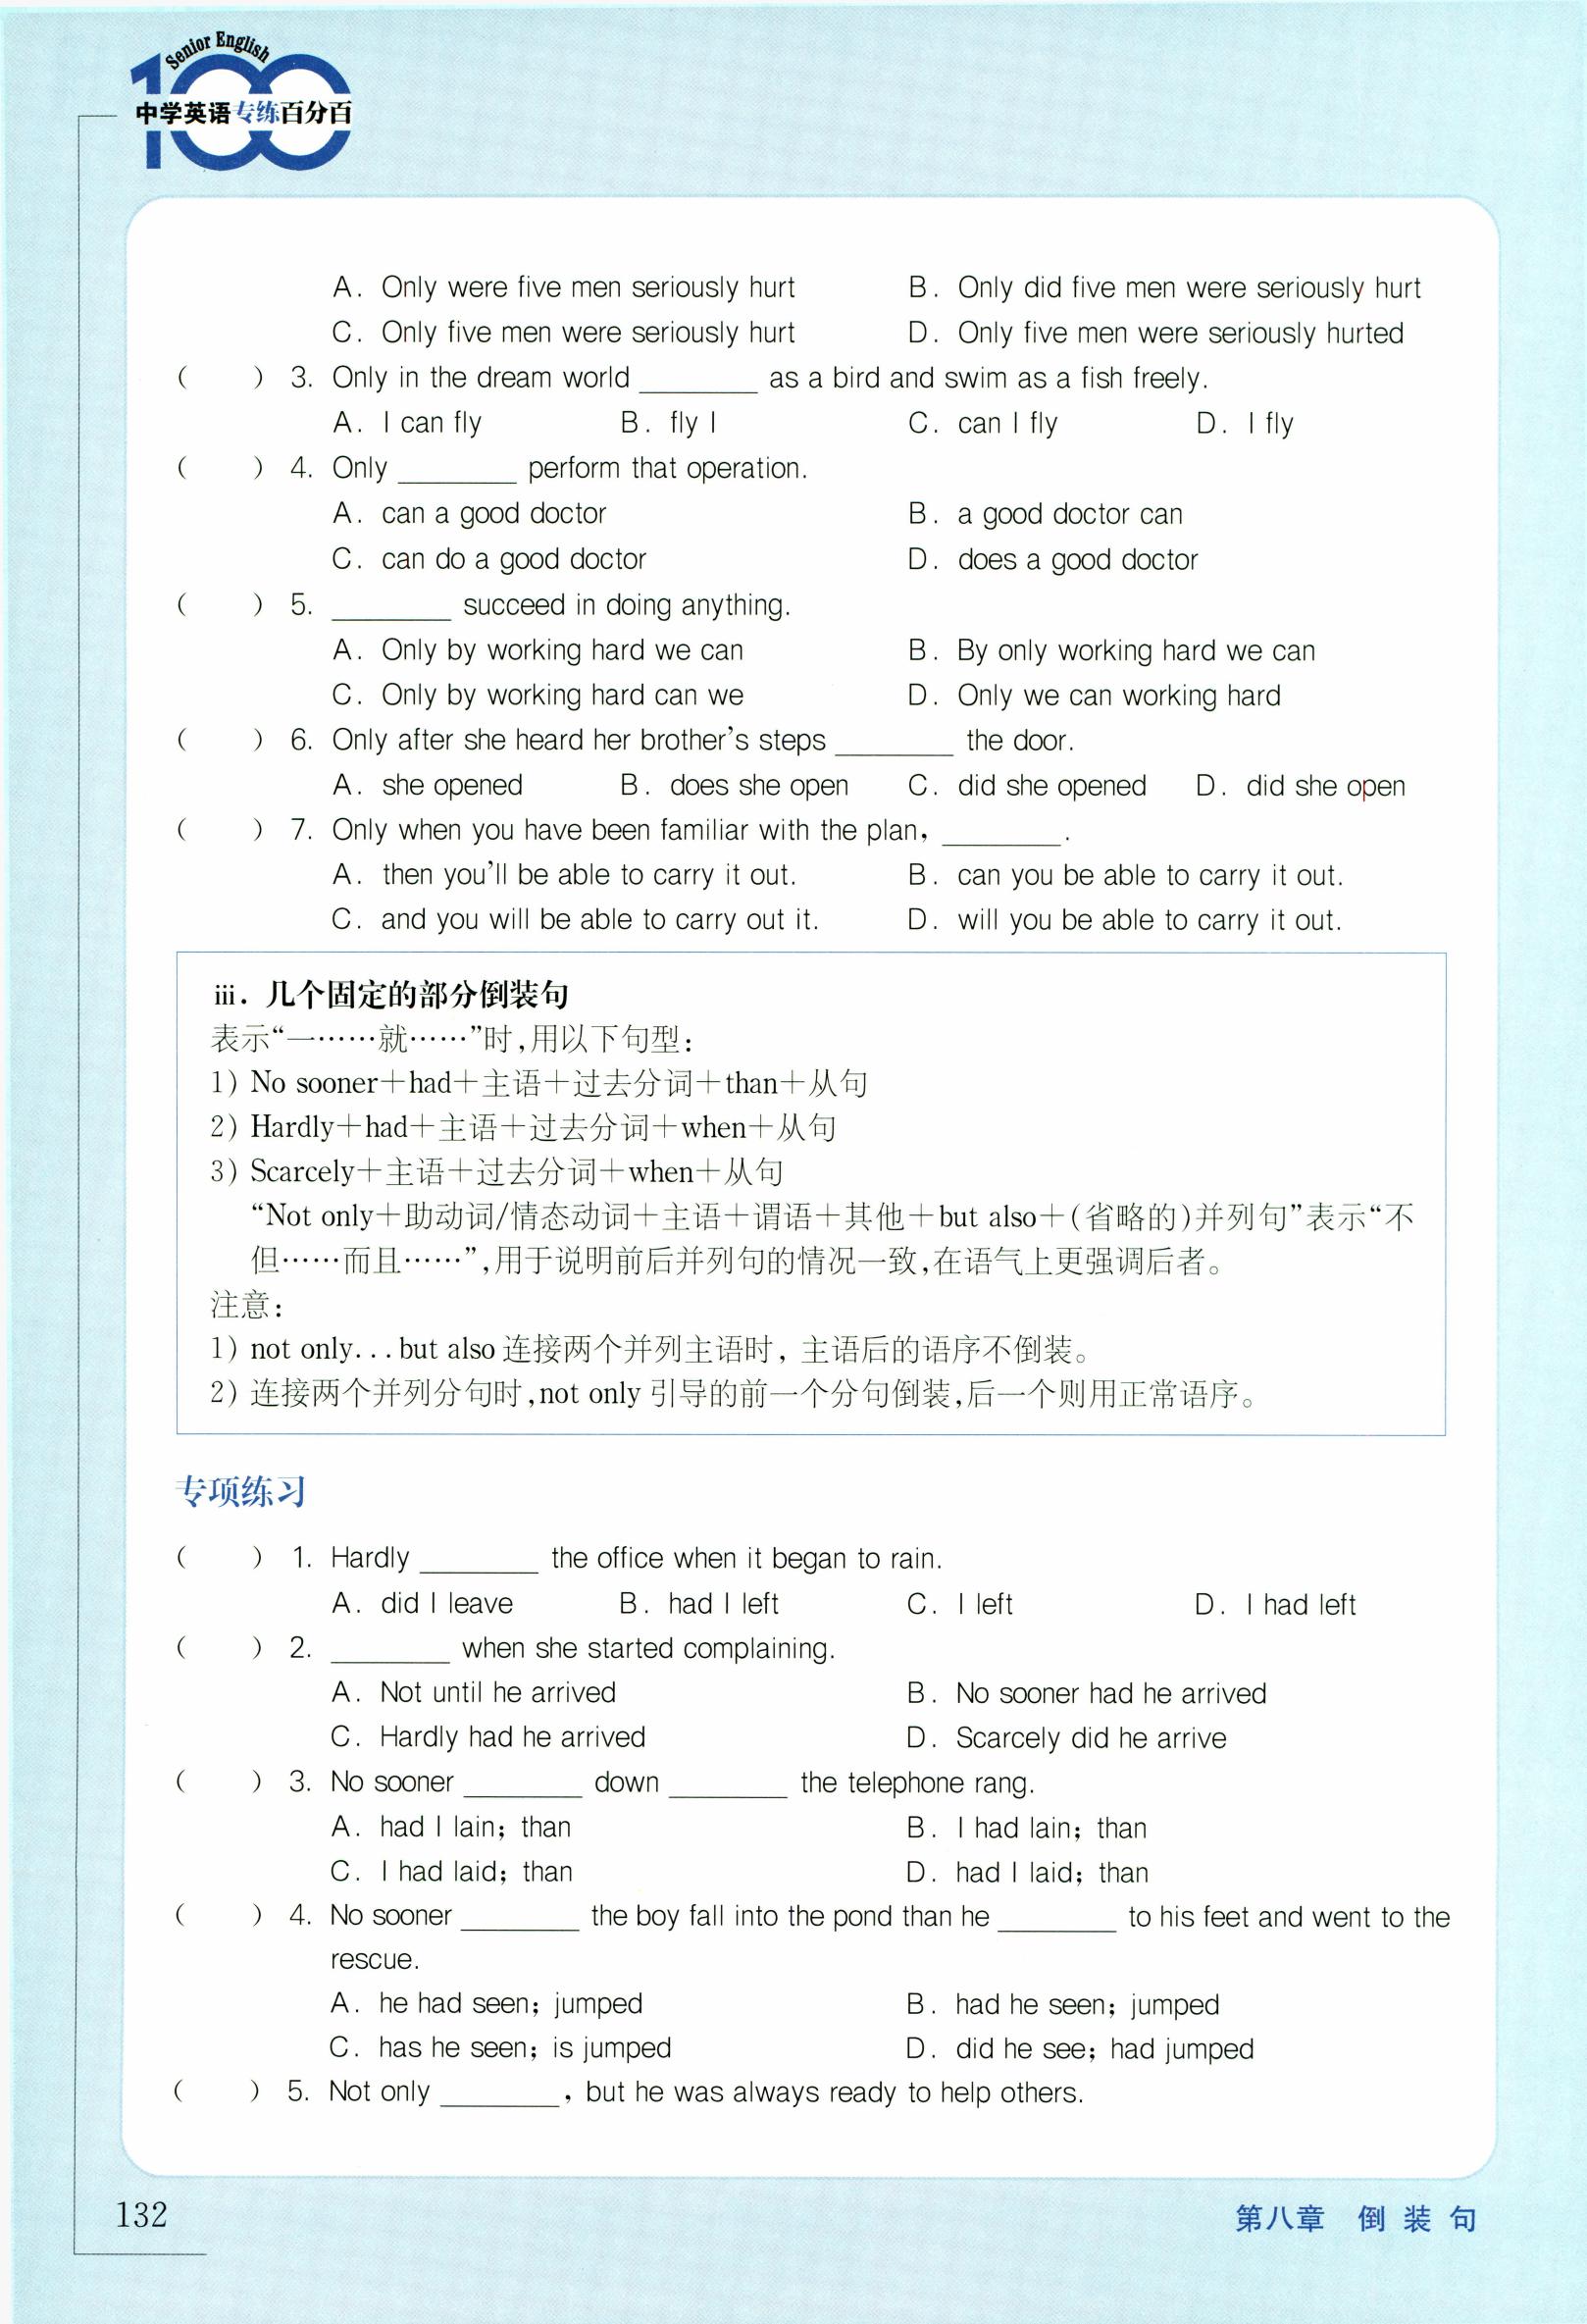 Senior English
100
中学英语专练百分百
A. Only were five men seriously hurt B. Only did five men were seriously hurt
C. Only five men were seriously hurt D. Only five men were seriously hurted
( ) 3. Only in the dream world ________ as a bird and swim as a fish freely.
A. I can fly B. fly I C. can I fly D. I fly
( ) 4. Only ________ perform that operation.
A. can a good doctor B. a good doctor can
C. can do a good doctor D. does a good doctor
( ) 5. ________ succeed in doing anything.
A. Only by working hard we can B. By only working hard we can
C. Only by working hard can we D. Only we can working hard
( ) 6. Only after she heard her brother's steps ________ the door.
A. she opened B. does she open C. did she opened D. did she open
( ) 7. Only when you have been familiar with the plan, ________.
A. then you'll be able to carry it out. B. can you be able to carry it out.
C. and you will be able to carry out it. D. will you be able to carry it out.
iii. 几个固定的部分倒装句
表示“一……就……”时,用以下句型:
1) No sooner+had+主语+过去分词+than+从句
2) Hardly+had+主语+过去分词+when+从句
3) Scarcely+主语+过去分词+when+从句
“Not only+助动词/情态动词+主语+谓语+其他+but also+(省略的)并列句”表示“不
但……而且……”,用于说明前后并列句的情况一致,在语气上更强调后者。
注意:
1) not only...but also 连接两个并列主语时, 主语后的语序不倒装。
2) 连接两个并列分句时,not only 引导的前一个分句倒装,后一个则用正常语序。
专项练习
( ) 1. Hardly ________ the office when it began to rain.
A. did I leave B. had I left C. I left D. I had left
( ) 2. ________ when she started complaining.
A. Not until he arrived B. No sooner had he arrived
C. Hardly had he arrived D. Scarcely did he arrive
( ) 3. No sooner ________ down ________ the telephone rang.
A. had I lain; than B. I had lain; than
C. I had laid; than D. had I laid; than
( ) 4. No sooner ________ the boy fall into the pond than he ________ to his feet and went to the
rescue.
A. he had seen; jumped B. had he seen; jumped
C. has he seen; is jumped D. did he see; had jumped
( ) 5. Not only ________, but he was always ready to help others.
132
第八章 倒装句